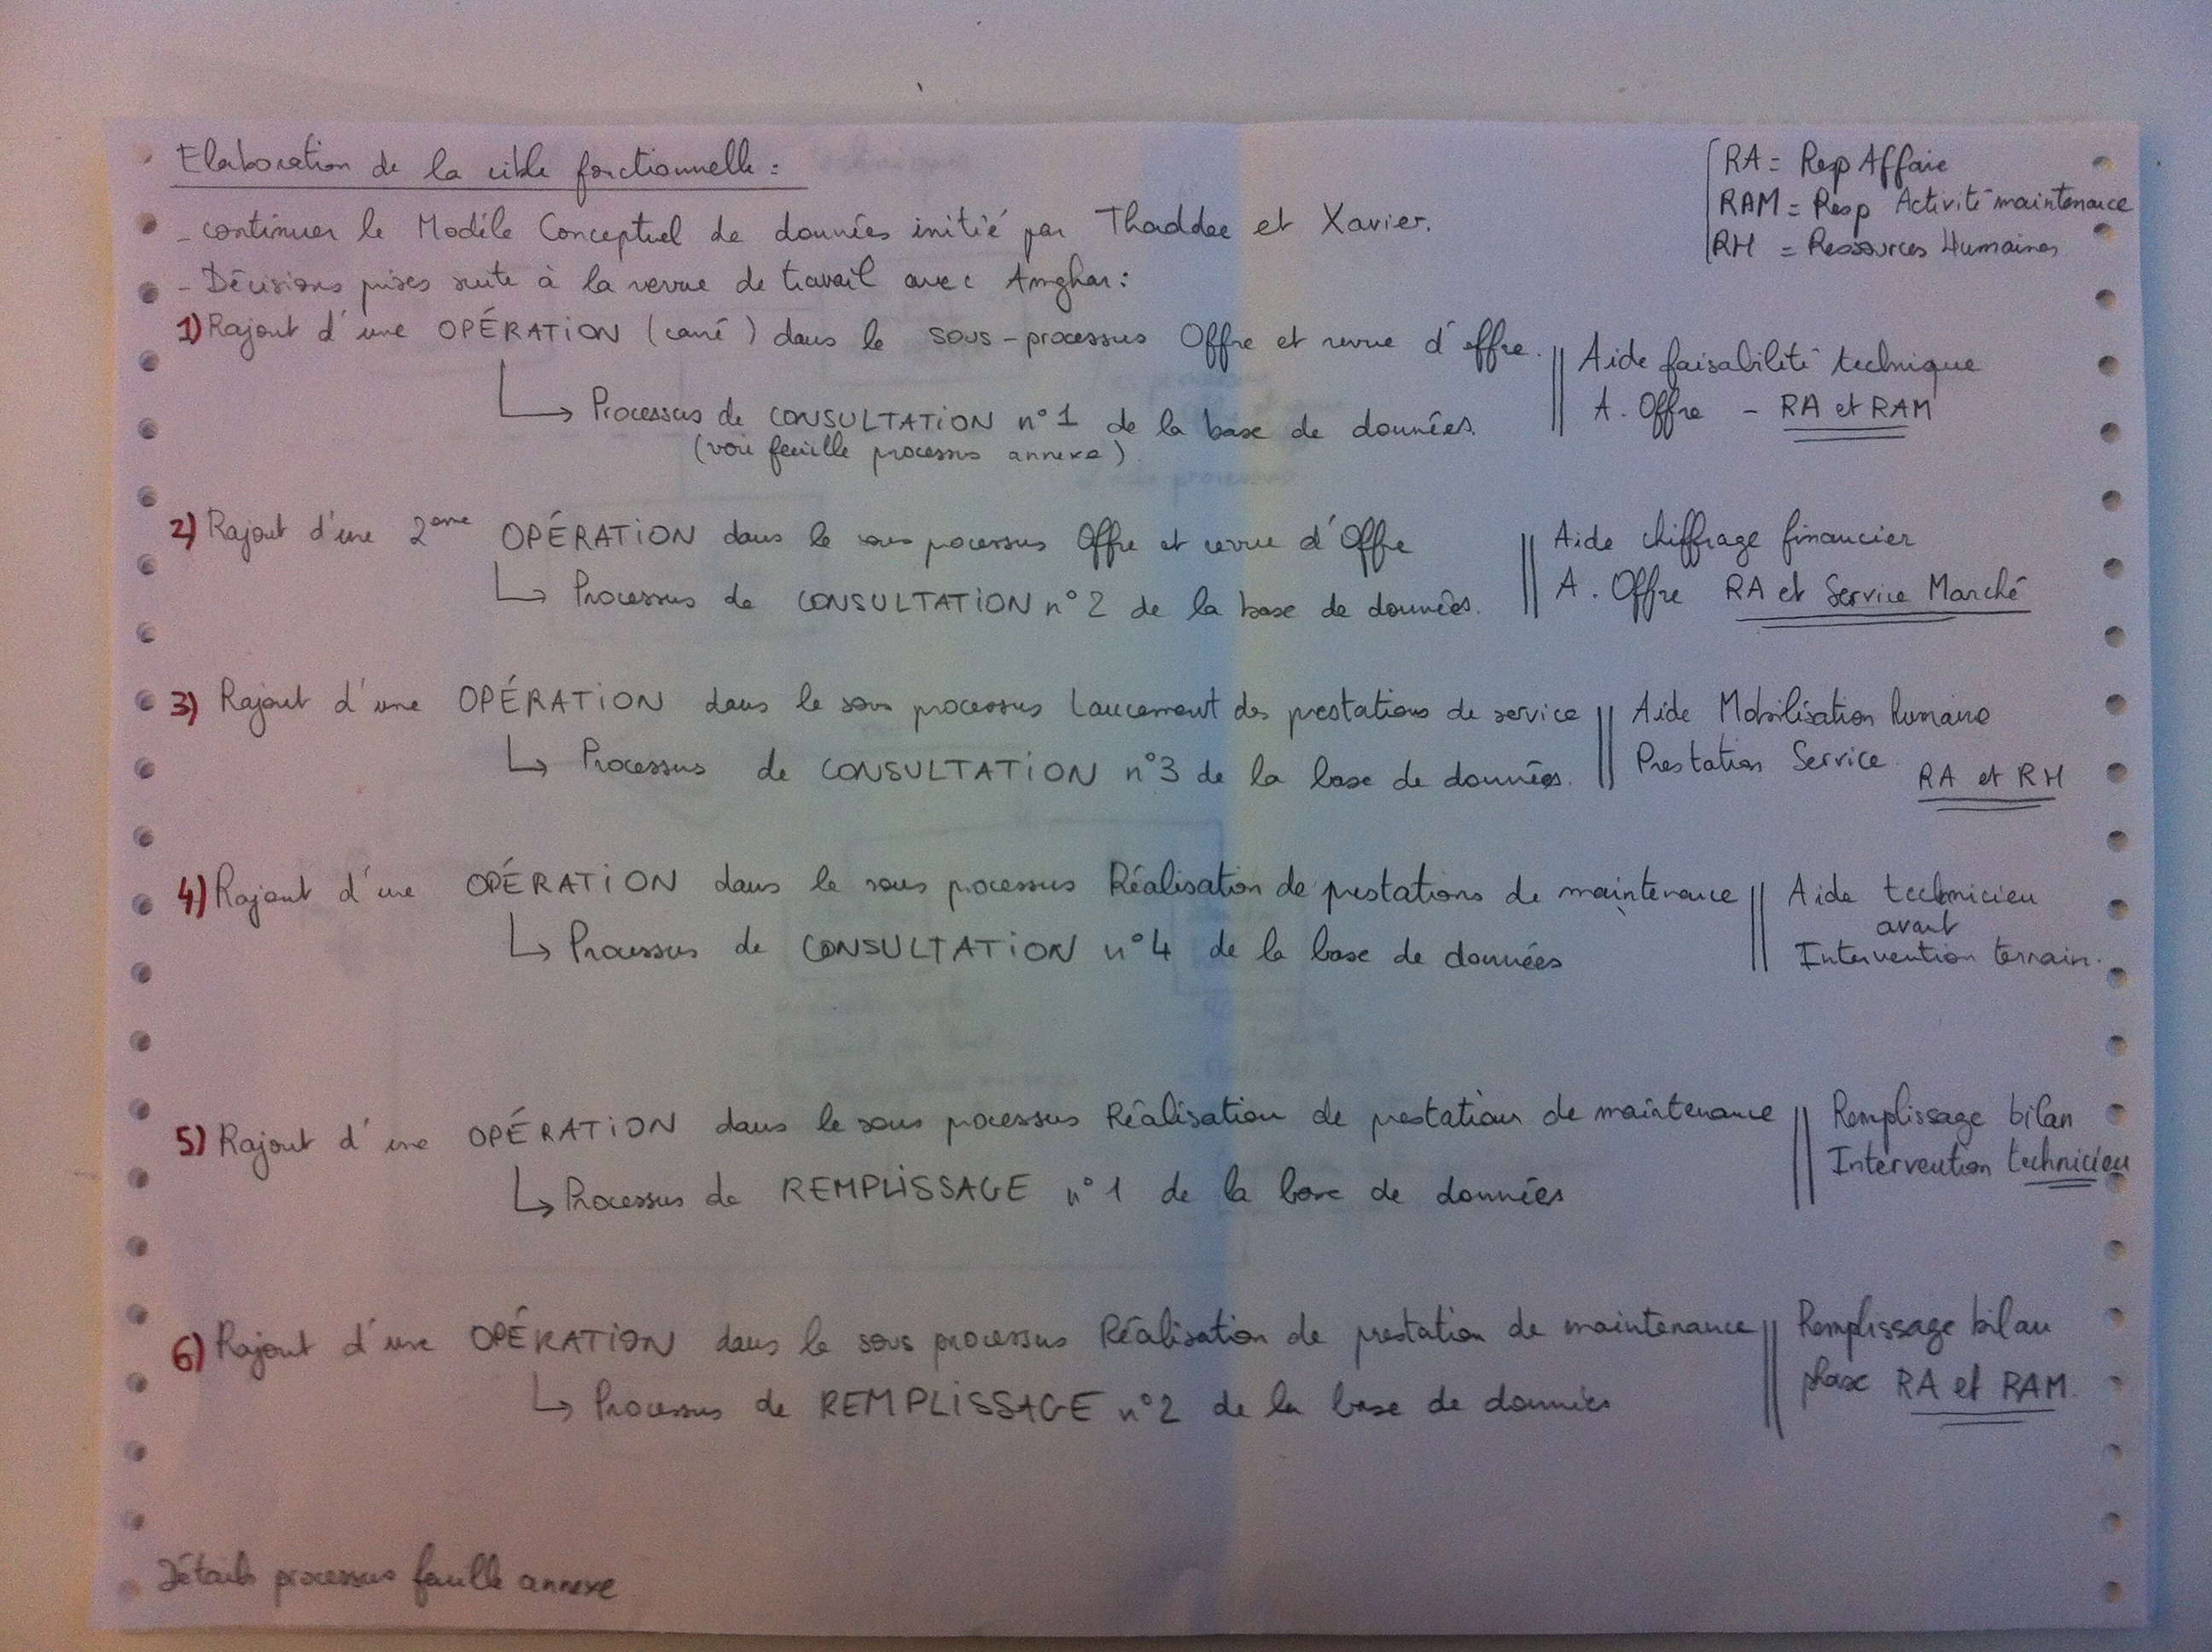 Elaboration de la cible fonctionnelle :
RA = Resp Affaire
RAM = Resp Activité maintenance
RH = Ressources Humaines
- continuer le Modèle Conceptuel de données initié par Thaddee et Xavier.
- Décisions prises suite à la revue de travail avec Amghar :
1) Rajout d'une OPÉRATION (carré) dans le sous-processus Offre et revue d'offre.
Processus de CONSULTATION n°1 de la base de données.
(voir feuille processus annexe)
Aide faisabilité technique
A. Offre - RA et RAM
2) Rajout d'une 2ème OPÉRATION dans le sous pocessus Offre et revue d'Offre
Processus de CONSULTATION n°2 de la base de données.
Aide chiffrage financier
A. Offre RA et Service Marché
3) Rajout d'une OPÉRATION dans le sous processus Lancement des prestations de service
Processus de CONSULTATION n°3 de la base de données.
Aide Mobilisation humaine
Prestation Service
RA et RH
4) Rajout d'une OPÉRATION dans le sous processus Réalisation de prestations de maintenance
Processus de CONSULTATION n°4 de la base de données
Aide technicien
avant
Intervention terrain.
5) Rajout d'une OPÉRATION dans le sous processus Réalisation de prestation de maintenance
Processus de REMPLISSAGE n°1 de la base de données
Remplissage bilan
Intervention technicien
6) Rajout d'une OPÉRATION dans le sous processus Réalisation de prestation de maintenance
Processus de REMPLISSAGE n°2 de la base de données
Remplissage bilan
phase RA et RAM.
Détails processus feuille annexe